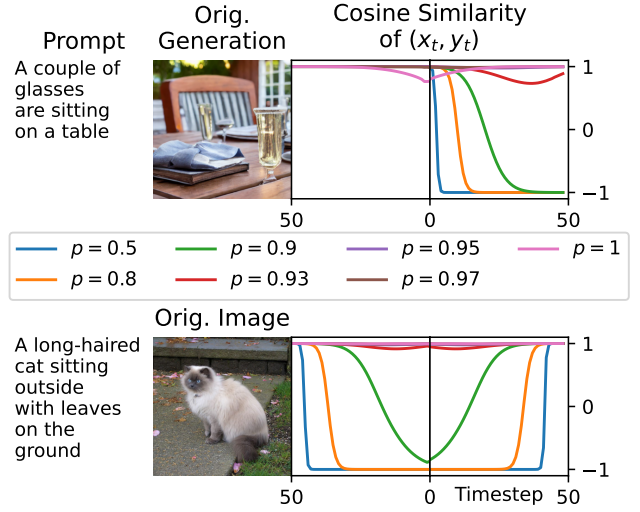 Prompt
Orig.
Generation
Cosine Similarity
of (x_t, y_t)
A couple of
glasses
are sitting
on a table
1
0
−1
50 0 50
p = 0.5 p = 0.9 p = 0.95 p = 1
p = 0.8 p = 0.93 p = 0.97
Orig. Image
A long-haired
cat sitting
outside
with leaves
on the
ground
1
0
−1
50 0 Timestep 50